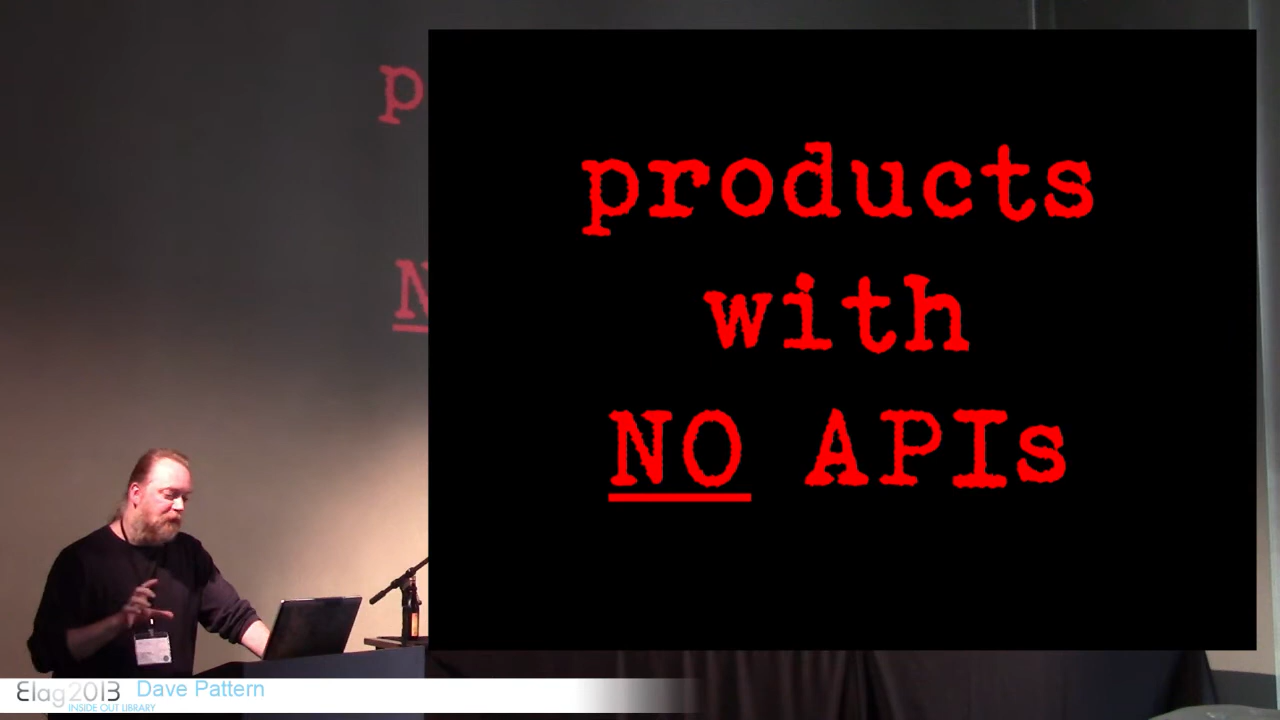 p
N
products
with
NO APIs
Elag2013 Dave Pattern
INSIDE OUT LIBRARY